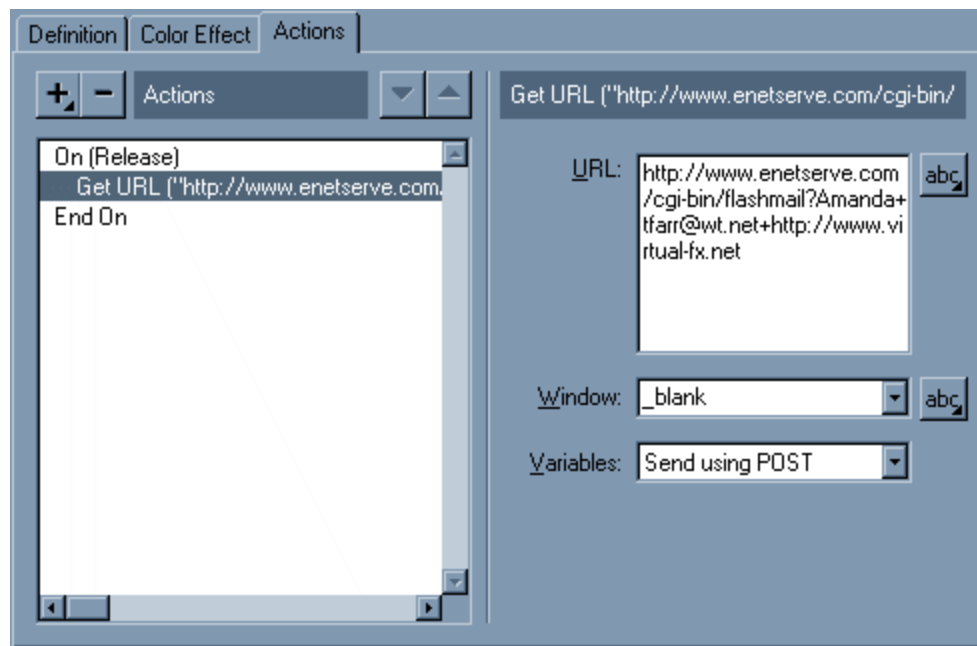 Definition Color Effect Actions
+ - Actions
Get URL ("http://www.enetserve.com/cgi-bin/
On (Release)
Get URL ("http://www.enetserve.com.
End On
URL:
http://www.enetserve.com
/cgi-bin/flashmail?Amanda+
tfarr@wt.net+http://www.vi
rtual-fx.net
abc
Window: _blank abc
Variables: Send using POST